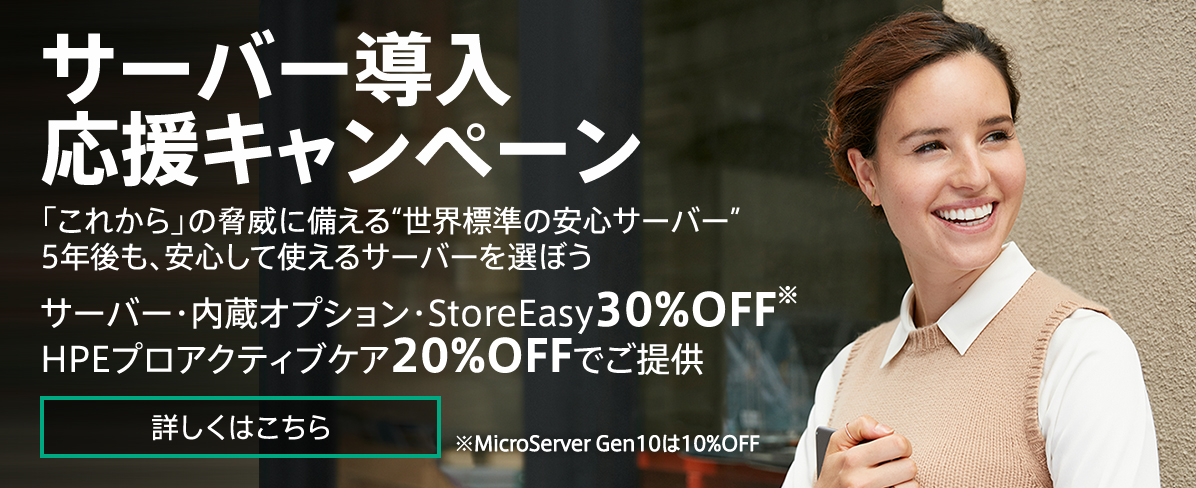 サーバー導入
応援キャンペーン
「これから」の脅威に備える“世界標準の安心サーバー”
5年後も、安心して使えるサーバーを選ぼう
サーバー・内蔵オプション・StoreEasy30%OFF※
HPEプロアクティブケア20%OFFでご提供
詳しくはこちら
※MicroServer Gen10は10%OFF